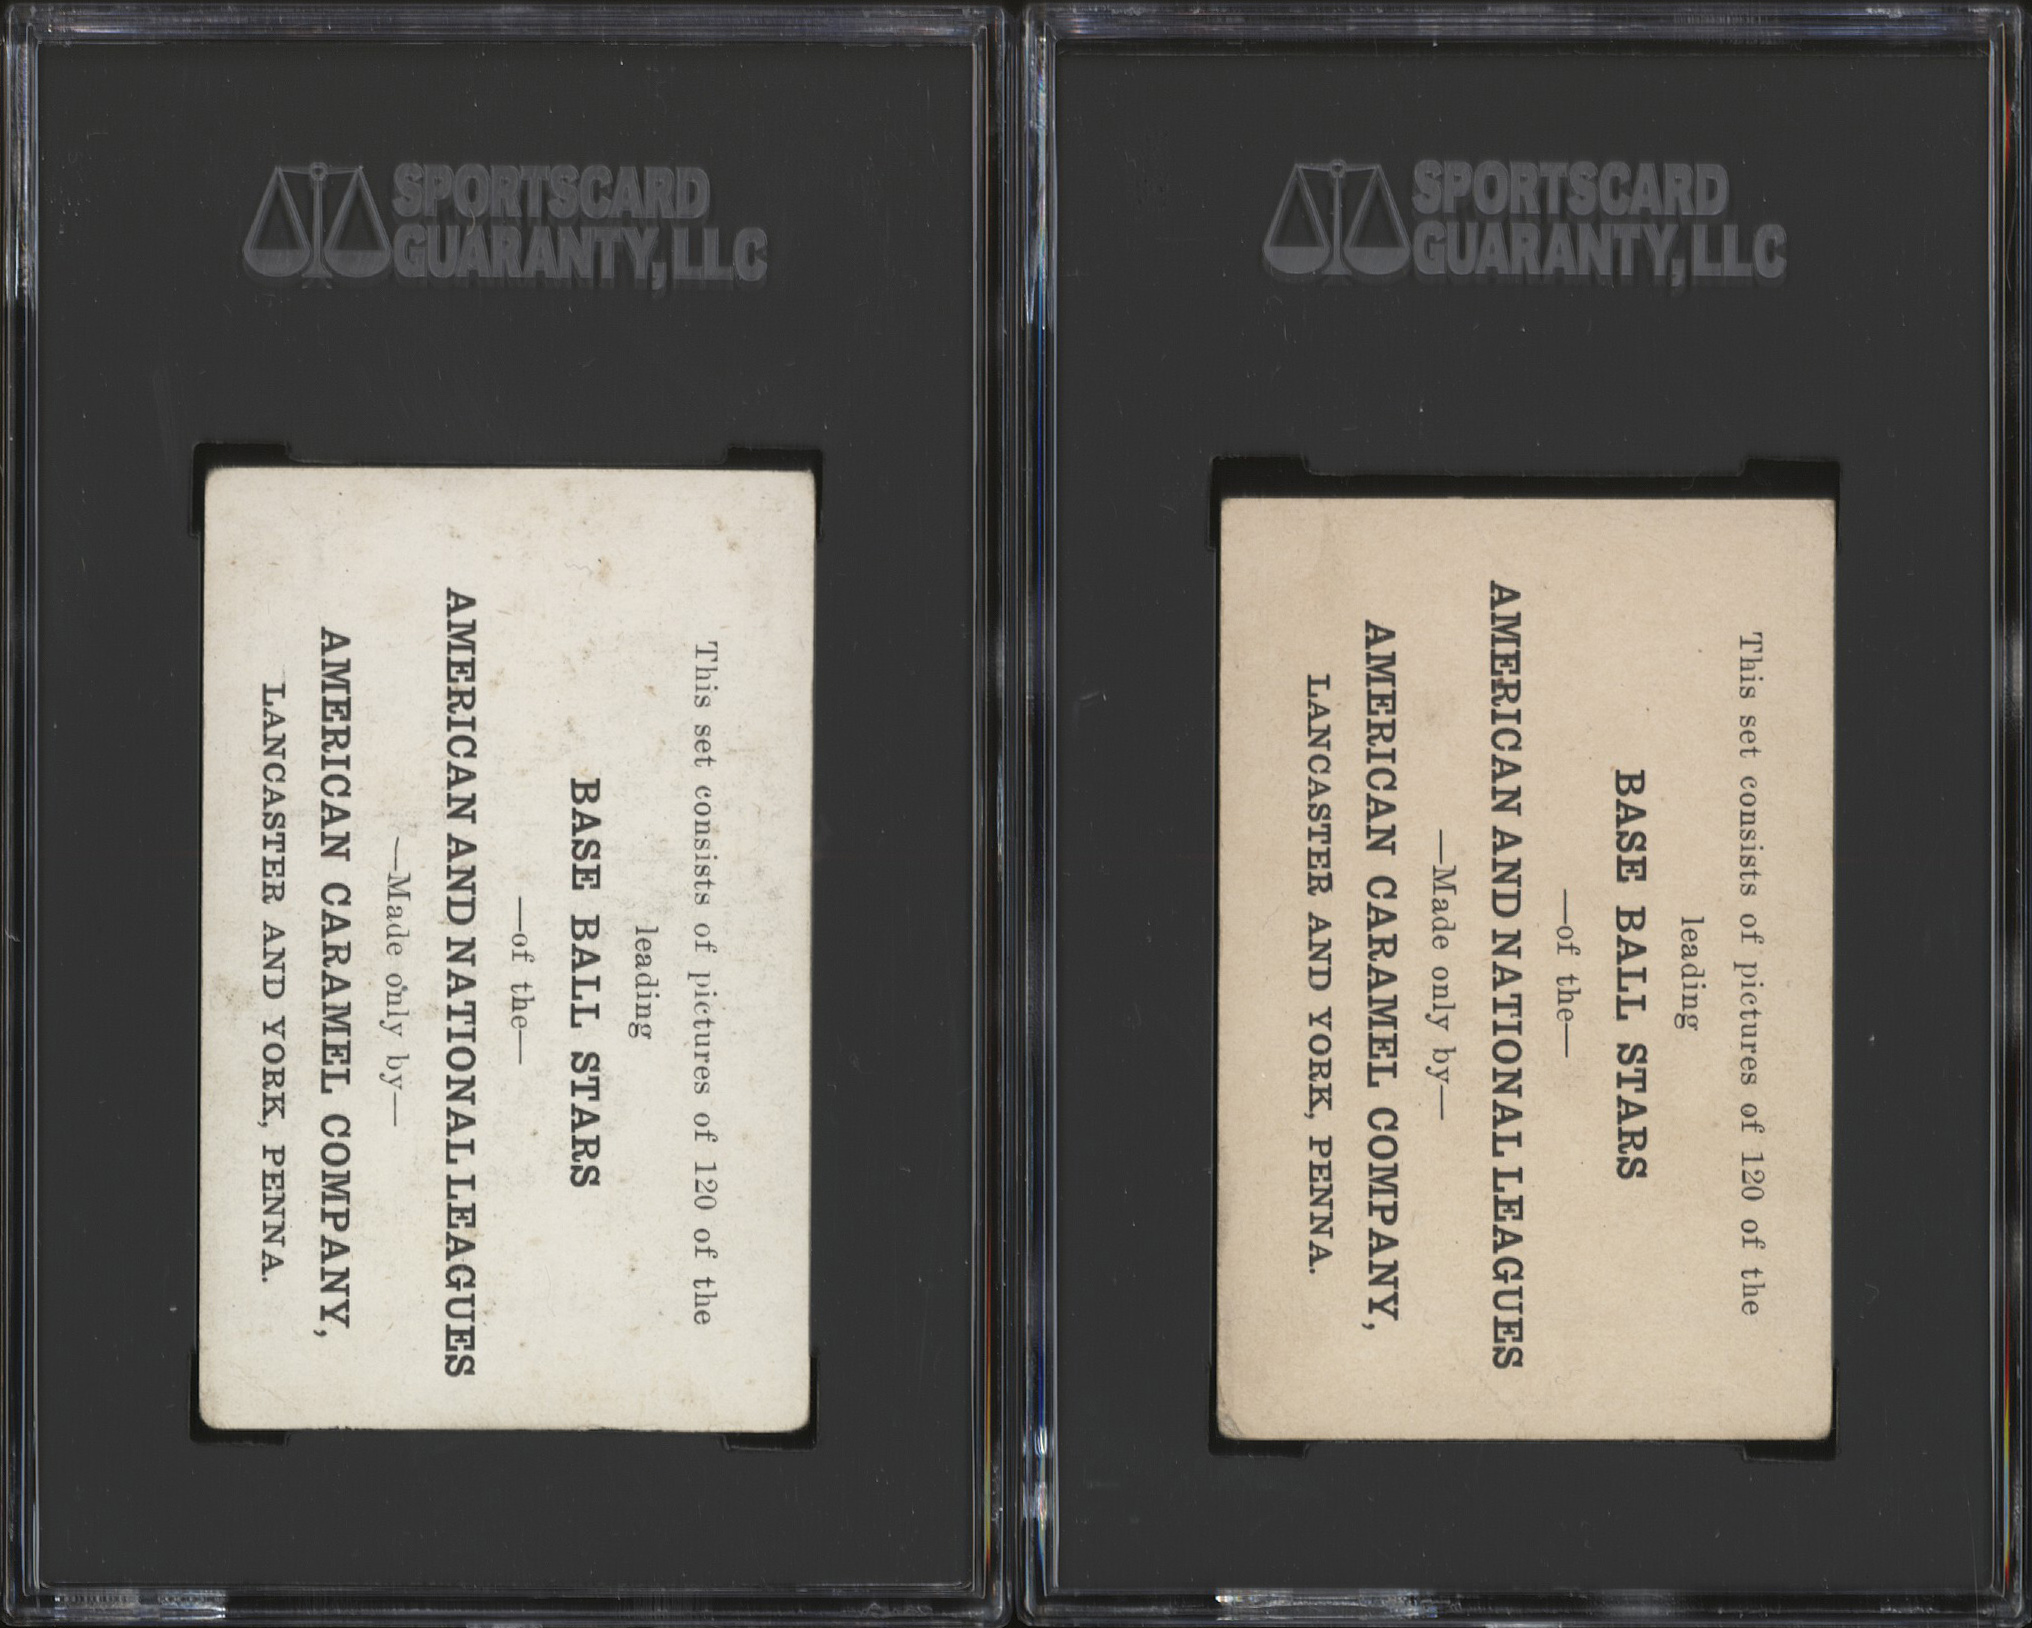 SPORTSCARD
GUARANTY, LLC
This set consists of pictures of 120 of the
leading
BASE BALL STARS
—of the—
AMERICAN AND NATIONAL LEAGUES
—Made only by—
AMERICAN CARAMEL COMPANY,
LANCASTER AND YORK, PENNA.
SPORTSCARD
GUARANTY, LLC
This set consists of pictures of 120 of the
leading
BASE BALL STARS
—of the—
AMERICAN AND NATIONAL LEAGUES
—Made only by—
AMERICAN CARAMEL COMPANY,
LANCASTER AND YORK, PENNA.